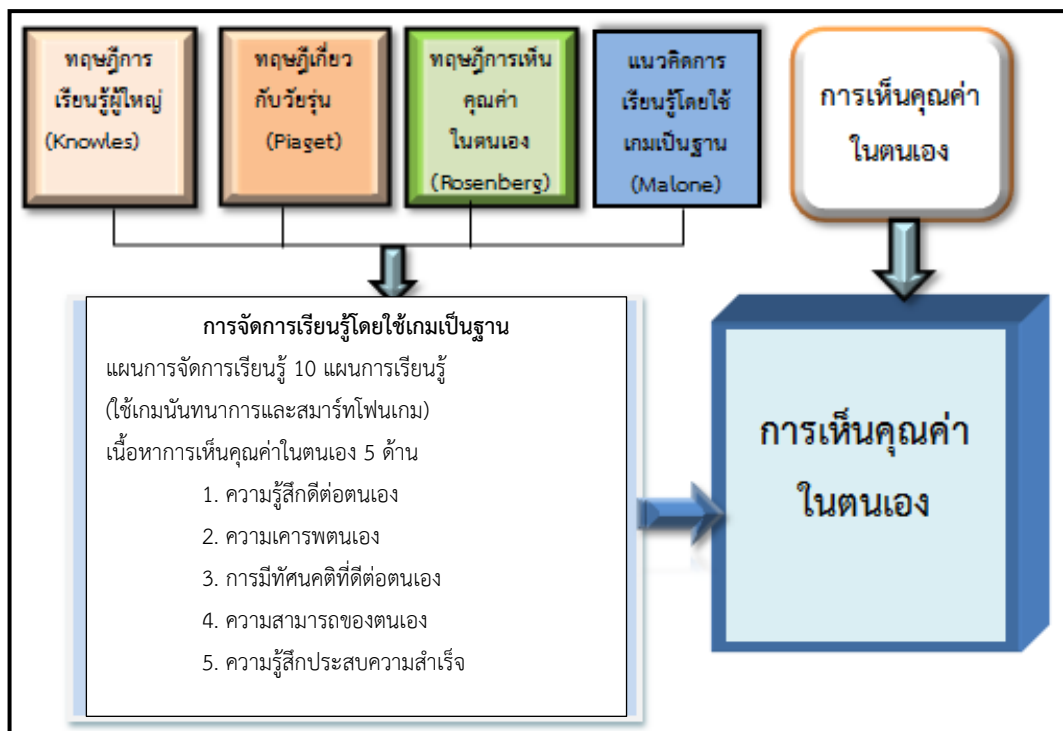 ทฤษฎีการ
เรียนรู้ผู้ใหญ่
(Knowles)
ทฤษฎีเกี่ยว
กับวัยรุ่น
(Piaget)
ทฤษฎีการเห็น
คุณค่า
ในตนเอง
(Rosenberg)
แนวคิดการ
เรียนรู้โดยใช้
เกมเป็นฐาน
(Malone)
การเห็นคุณค่า
ในตนเอง
การจัดการเรียนรู้โดยใช้เกมเป็นฐาน
แผนการจัดการเรียนรู้ 10 แผนการเรียนรู้
(ใช้เกมนันทนาการและสมาร์ทโฟนเกม)
เนื้อหาการเห็นคุณค่าในตนเอง 5 ด้าน
1. ความรู้สึกดีต่อตนเอง
2. ความเคารพตนเอง
3. การมีทัศนคติที่ดีต่อตนเอง
4. ความสามารถของตนเอง
5. ความรู้สึกประสบความสำเร็จ
การเห็นคุณค่า
ในตนเอง